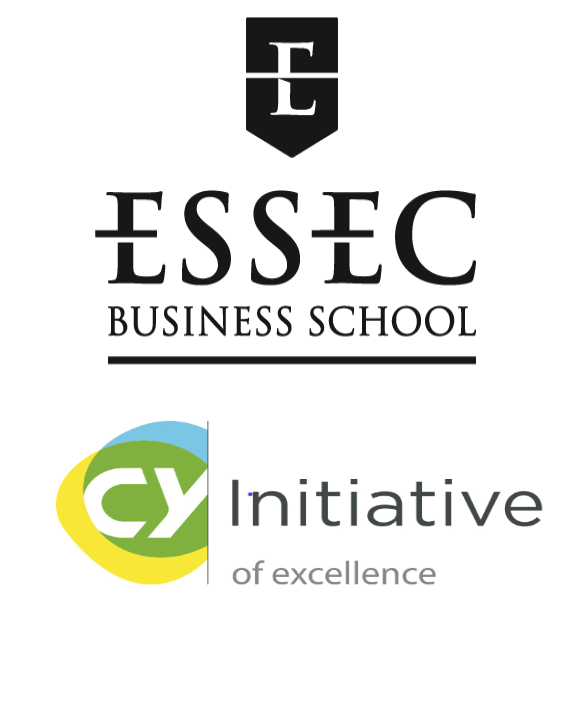 E
ESSEC
BUSINESS SCHOOL
CY
Initiative
of excellence